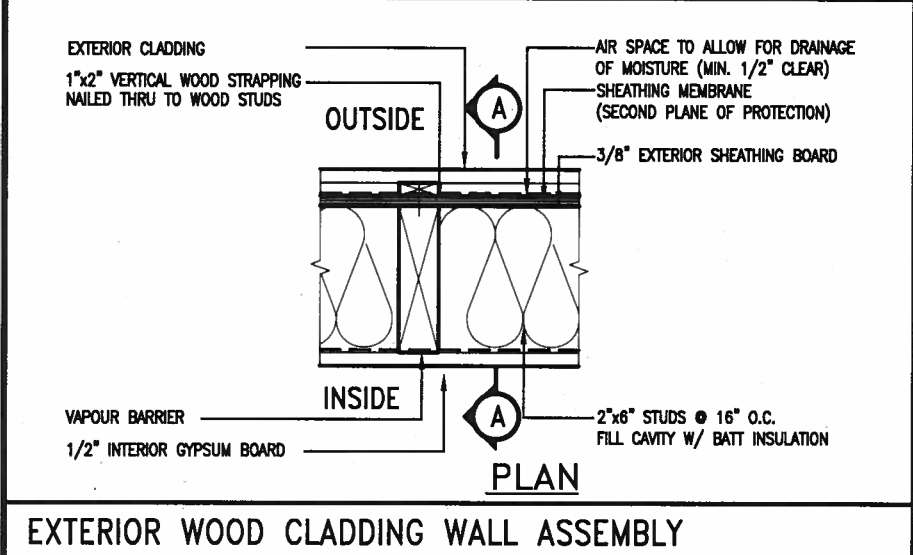 EXTERIOR CLADDING
1"x2" VERTICAL WOOD STRAPPING
NAILED THRU TO WOOD STUDS
OUTSIDE
A
AIR SPACE TO ALLOW FOR DRAINAGE
OF MOISTURE (MIN. 1/2" CLEAR)
SHEATHING MEMBRANE
(SECOND PLANE OF PROTECTION)
3/8" EXTERIOR SHEATHING BOARD
INSIDE
VAPOUR BARRIER
1/2" INTERIOR GYPSUM BOARD
A
2"x6" STUDS @ 16" O.C.
FILL CAVITY W/ BATT INSULATION
PLAN
EXTERIOR WOOD CLADDING WALL ASSEMBLY